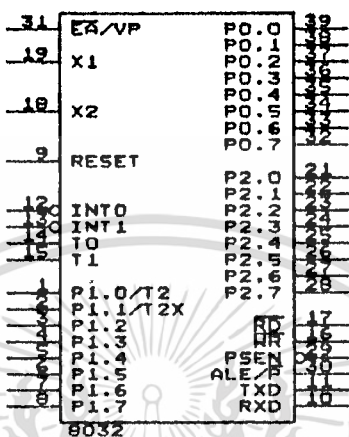 31 EA/VP P0.0 39
P0.1
19 X1 P0.2
P0.3
P0.4
18 X2 P0.5
P0.6
P0.7 32
9 RESET
P2.0 21
P2.1
12 INT0 P2.2
INT1 P2.3
T0 P2.4
15 T1 P2.5
P2.6
P1.0/T2 P2.7 28
P1.1/T2X
P1.2 RD 17
P1.3 WR
P1.4 PSEN
P1.5 ALE/P 30
P1.6 TXD 11
8 P1.7 RXD 10
8032